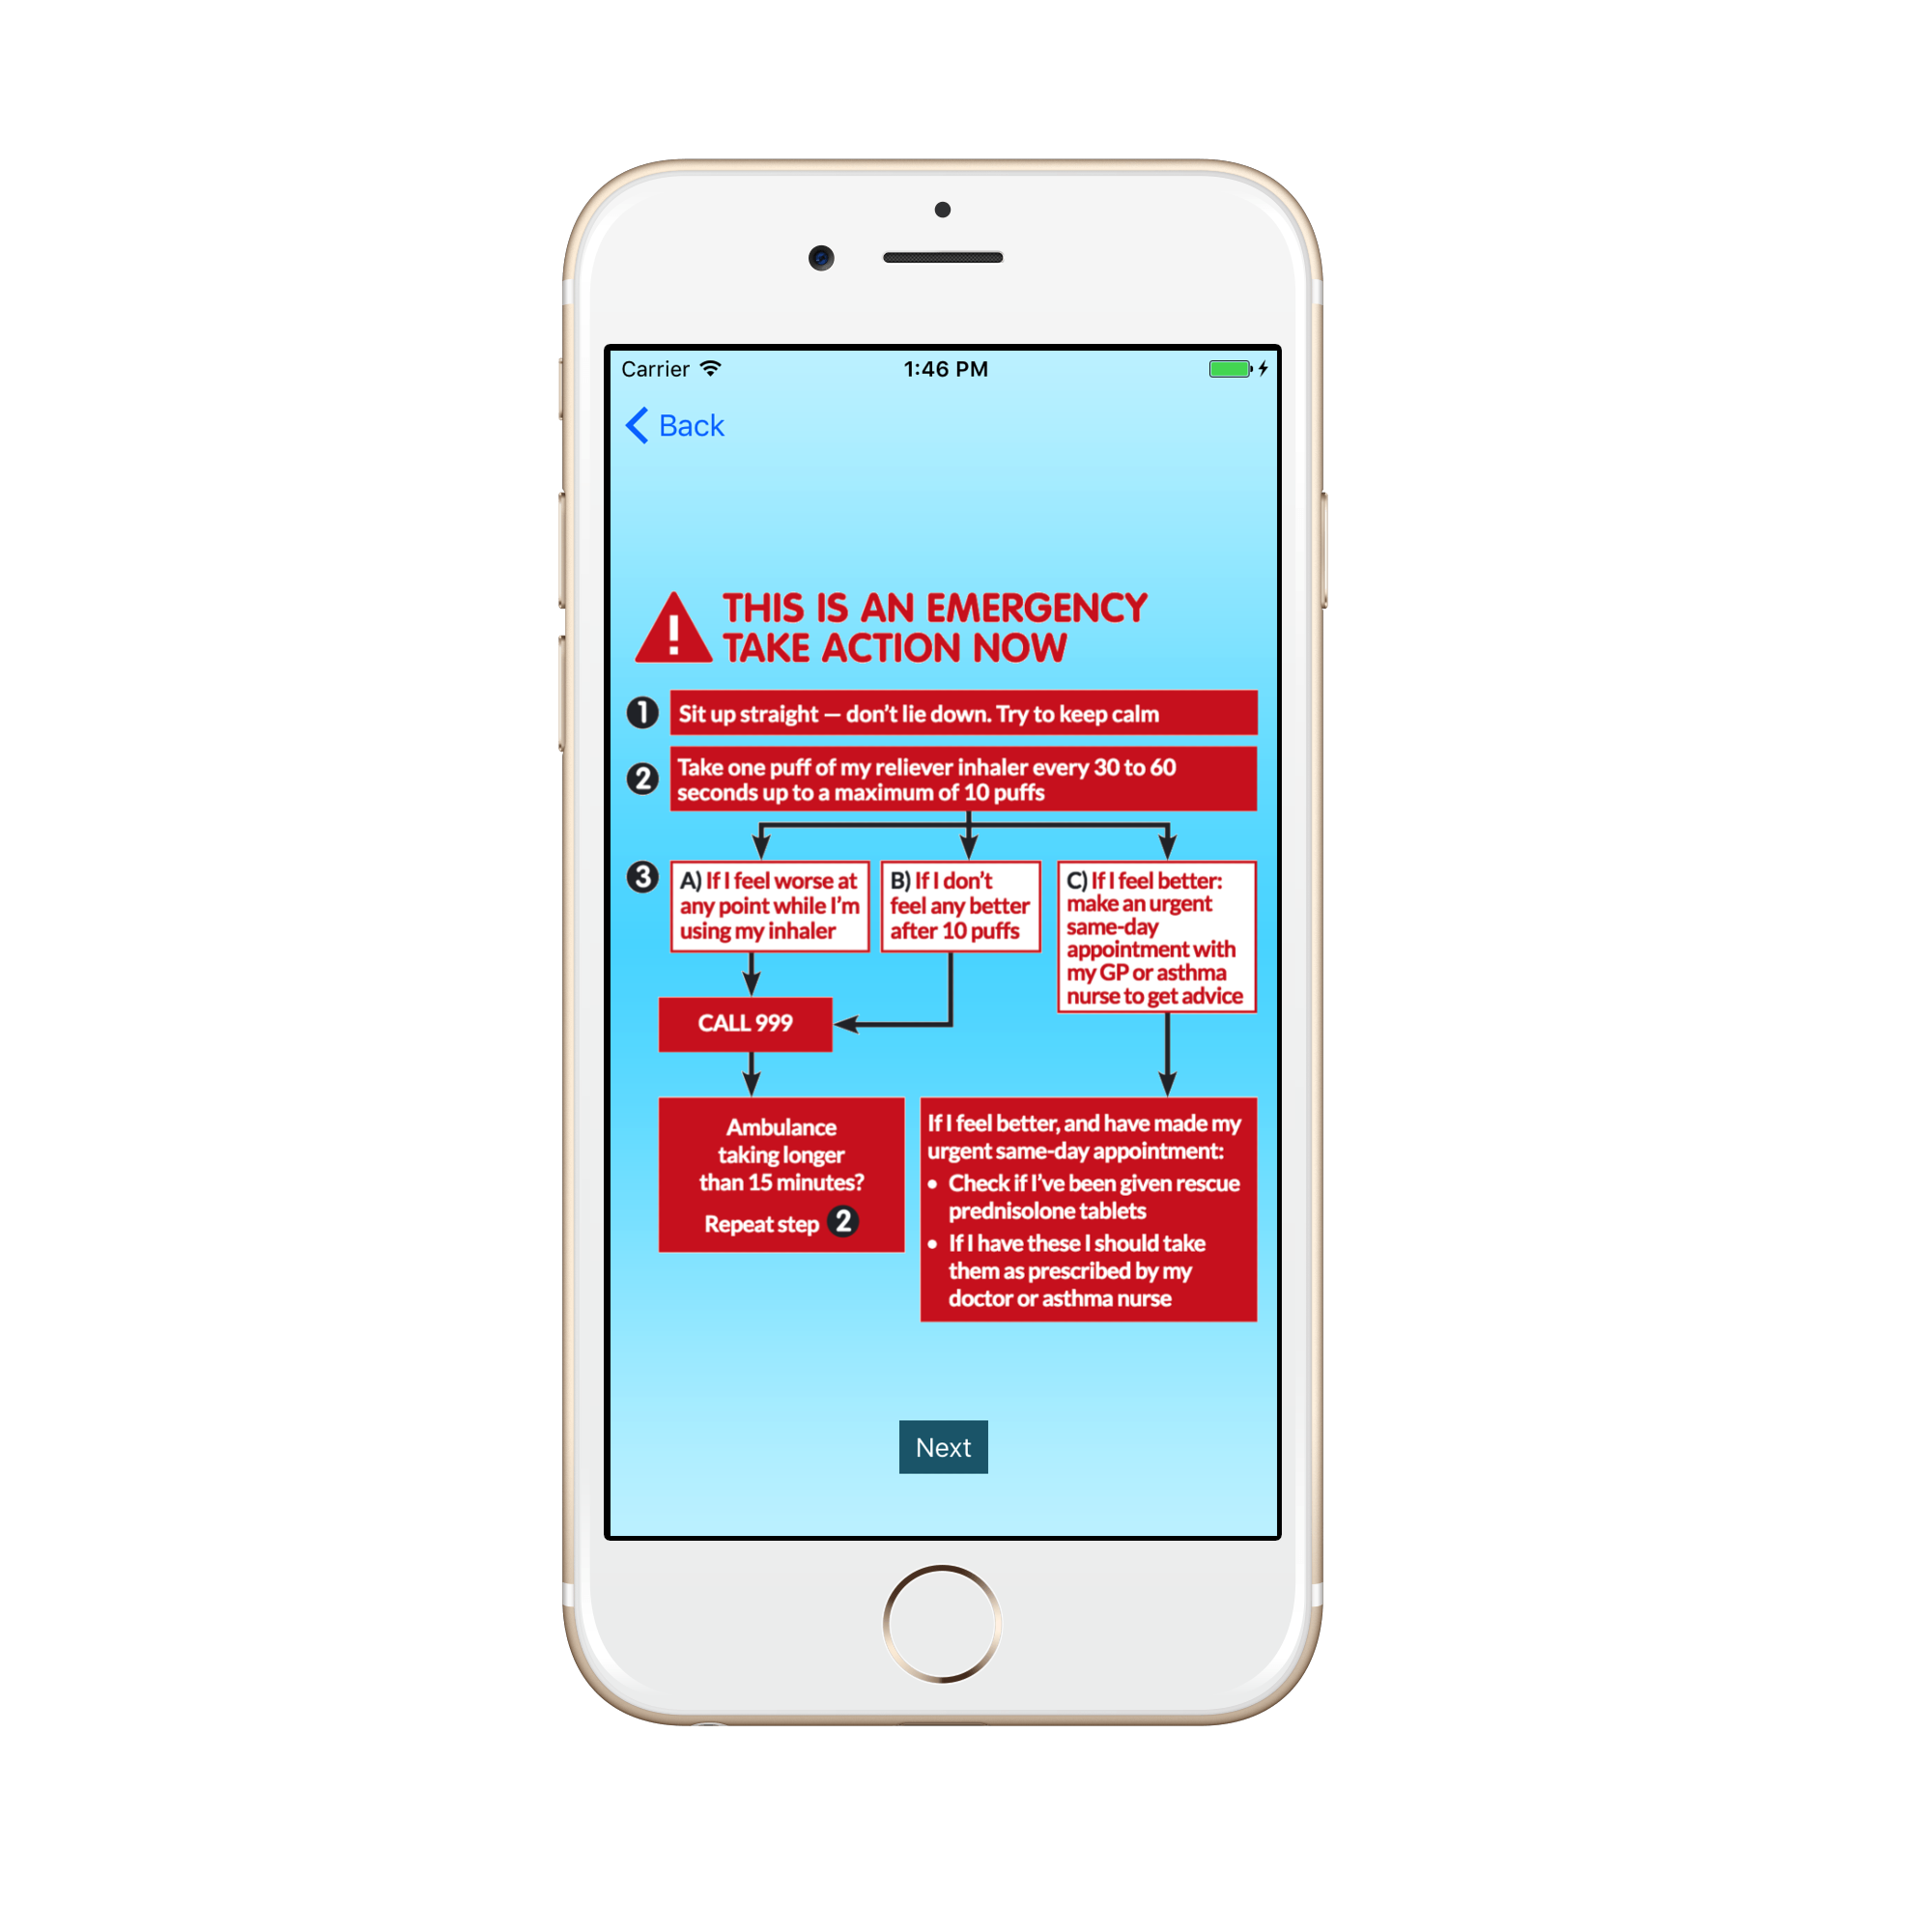 Carrier
1:46 PM
Back
THIS IS AN EMERGENCY
TAKE ACTION NOW
1
Sit up straight — don’t lie down. Try to keep calm
2
Take one puff of my reliever inhaler every 30 to 60
seconds up to a maximum of 10 puffs
3
A) If I feel worse at
any point while I’m
using my inhaler
B) If I don’t
feel any better
after 10 puffs
C) If I feel better:
make an urgent
same-day
appointment with
my GP or asthma
nurse to get advice
CALL 999
Ambulance
taking longer
than 15 minutes?
Repeat step 2
If I feel better, and have made my
urgent same-day appointment:
• Check if I’ve been given rescue
prednisolone tablets
• If I have these I should take
them as prescribed by my
doctor or asthma nurse
Next